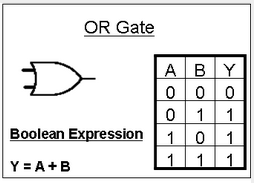 OR Gate
A B Y
0 0 0
0 1 1
1 0 1
1 1 1
Boolean Expression
Y = A + B